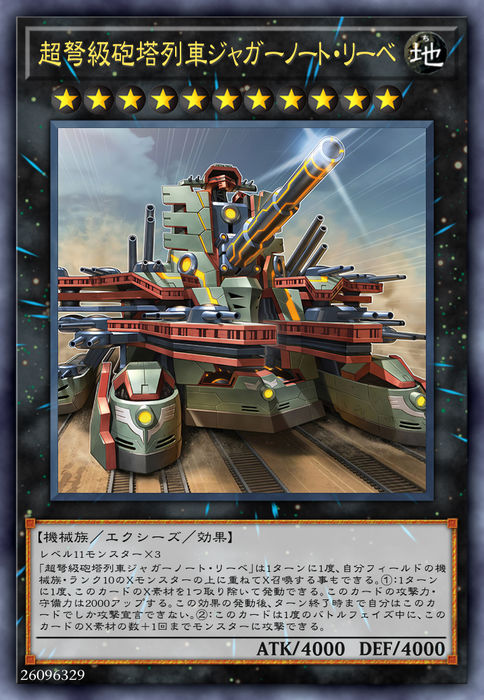 超弩級砲塔列車ジャガーノート・リーベ
ち
地
【機械族／エクシーズ／効果】
レベル11モンスター×3
「超弩級砲塔列車ジャガーノート・リーベ」は1ターンに1度、自分フィールドの機
械族・ランク10のXモンスターの上に重ねてX召喚する事もできる。①:1ターン
に1度、このカードのX素材を1つ取り除いて発動できる。このカードの攻撃力・
守備力は2000アップする。この効果の発動後、ターン終了時まで自分はこのカ
ードでしか攻撃宣言できない。②:このカードは1度のバトルフェイズ中に、この
カードのX素材の数＋1回までモンスターに攻撃できる。
ATK/4000 DEF/4000
26096329